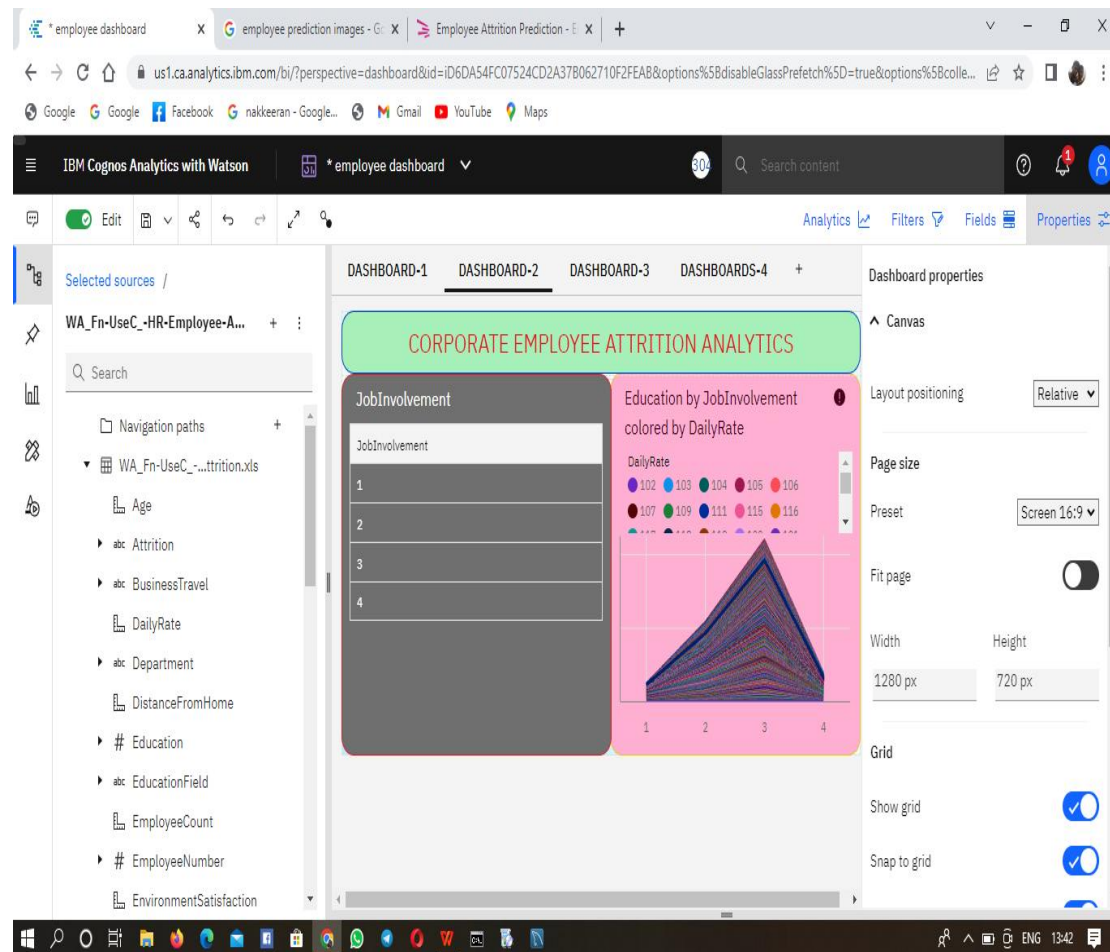 * employee dashboard X employee prediction images - G X Employee Attrition Prediction - E X +
us1.ca.analytics.ibm.com/bi/?perspective=dashboard&id=iD6DA54FC07524CD2A37B062710F2FEAB&options%5BdisableGlassPrefetch%5D=true&options%5Bcolle...
Google Google Facebook nakkeeran - Google... Gmail YouTube Maps
IBM Cognos Analytics with Watson * employee dashboard 304 Search content 1
Edit Analytics Filters Fields Properties
Selected sources /
WA_Fn-UseC_-HR-Employee-A... +
Search
Navigation paths +
WA_Fn-UseC_-...ttrition.xls
Age
abc Attrition
abc BusinessTravel
DailyRate
abc Department
DistanceFromHome
# Education
abc EducationField
EmployeeCount
# EmployeeNumber
EnvironmentSatisfaction
DASHBOARD-1 DASHBOARD-2 DASHBOARD-3 DASHBOARDS-4 +
CORPORATE EMPLOYEE ATTRITION ANALYTICS
JobInvolvement
JobInvolvement
1
2
3
4
Education by JobInvolvement
colored by DailyRate
DailyRate
102 103 104 105 106
107 109 111 115 116
1 2 3 4
Dashboard properties
Canvas
Layout positioning Relative
Page size
Preset Screen 16:9
Fit page
Width Height
1280 px 720 px
Grid
Show grid
Snap to grid
ENG 13:42